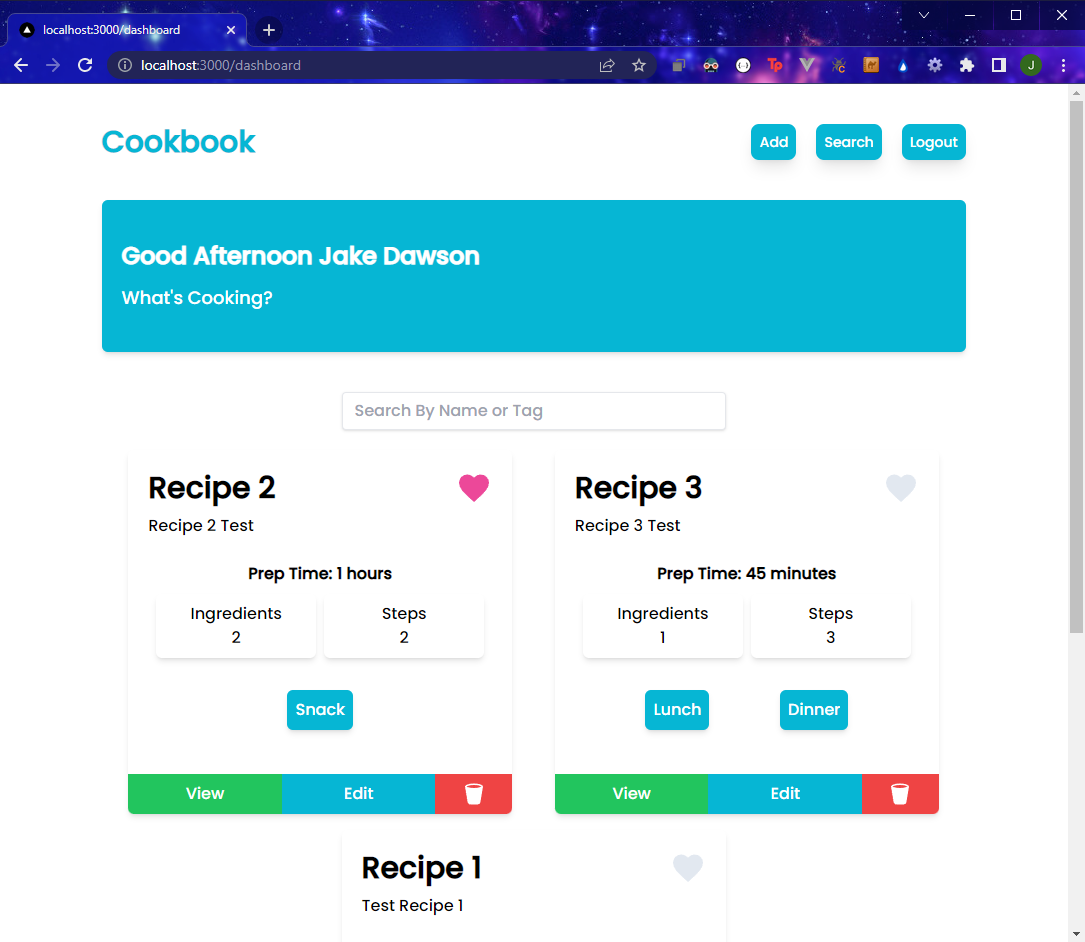 localhost:3000/dashboard
localhost:3000/dashboard
Tp
C
J
Cookbook
Add Search Logout
Good Afternoon Jake Dawson
What's Cooking?
Search By Name or Tag
Recipe 2
Recipe 2 Test
Prep Time: 1 hours
Ingredients Steps
2 2
Snack
View Edit
Recipe 3
Recipe 3 Test
Prep Time: 45 minutes
Ingredients Steps
1 3
Lunch Dinner
View Edit
Recipe 1
Test Recipe 1